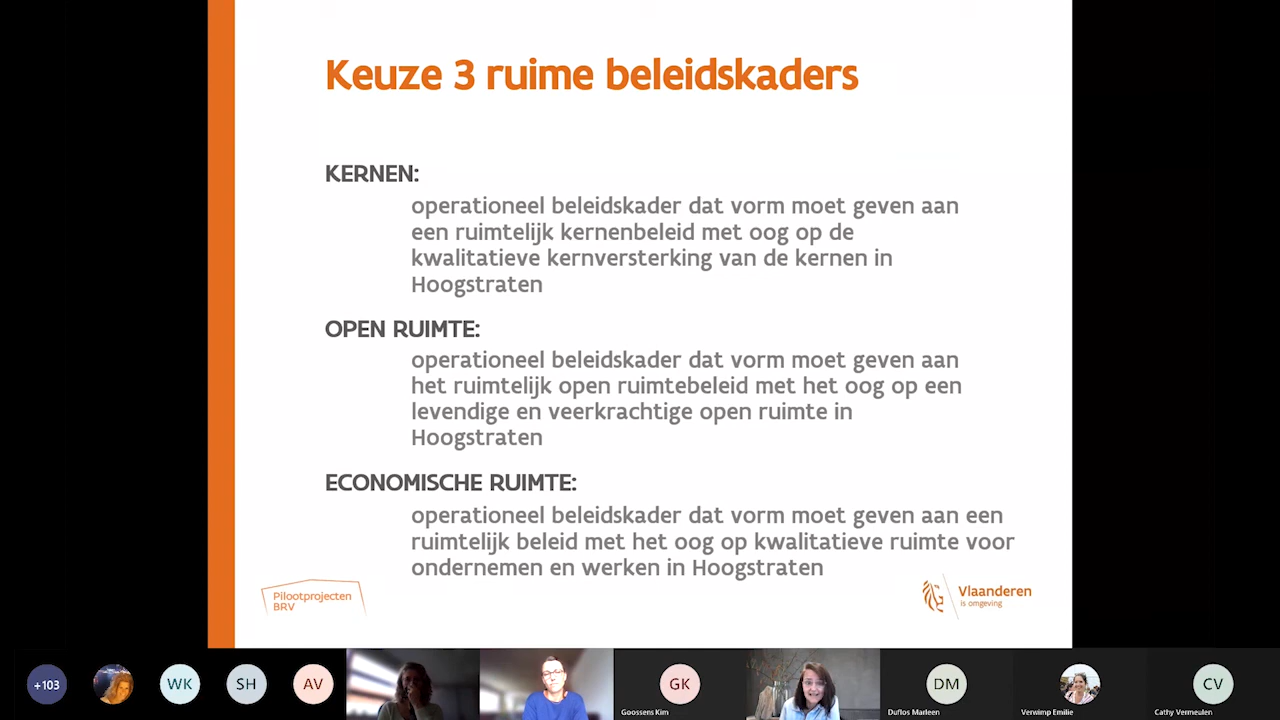 Keuze 3 ruime beleidskaders
KERNEN:
operationeel beleidskader dat vorm moet geven aan
een ruimtelijk kernenbeleid met oog op de
kwalitatieve kernversterking van de kernen in
Hoogstraten
OPEN RUIMTE:
operationeel beleidskader dat vorm moet geven aan
het ruimtelijk open ruimtebeleid met het oog op een
levendige en veerkrachtige open ruimte in
Hoogstraten
ECONOMISCHE RUIMTE:
operationeel beleidskader dat vorm moet geven aan een
ruimtelijk beleid met het oog op kwalitatieve ruimte voor
ondernemen en werken in Hoogstraten
Pilootprojecten
BRV
Vlaanderen
is omgeving
+103
WK
SH
AV
GK
Goossens Kim
DM
Duflos Marleen
Verwimp Emilie
CV
Cathy Vermeulen